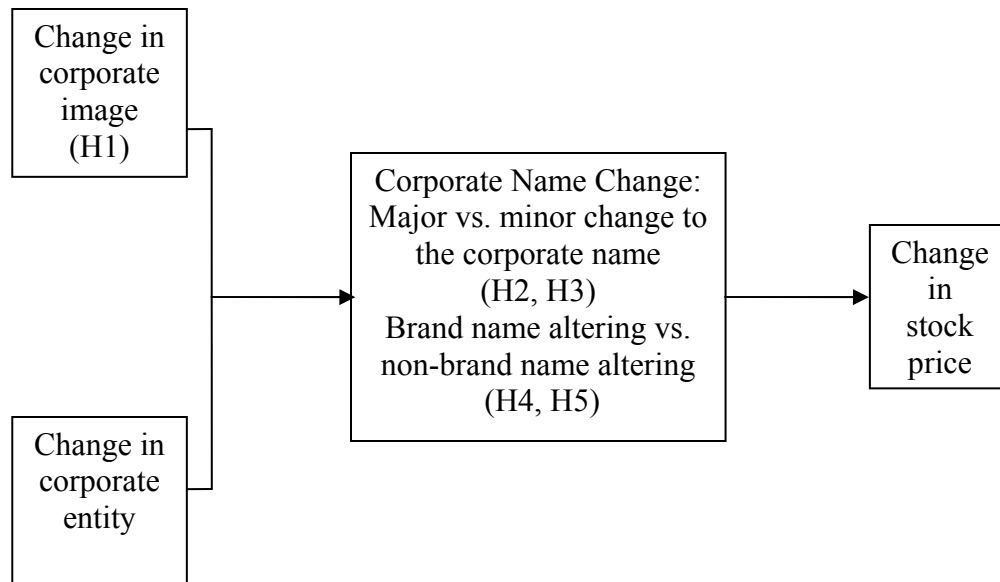 Change in
corporate
image
(H1)
Corporate Name Change:
Major vs. minor change to
the corporate name
(H2, H3)
Brand name altering vs.
non-brand name altering
(H4, H5)
Change
in
stock
price
Change in
corporate
entity